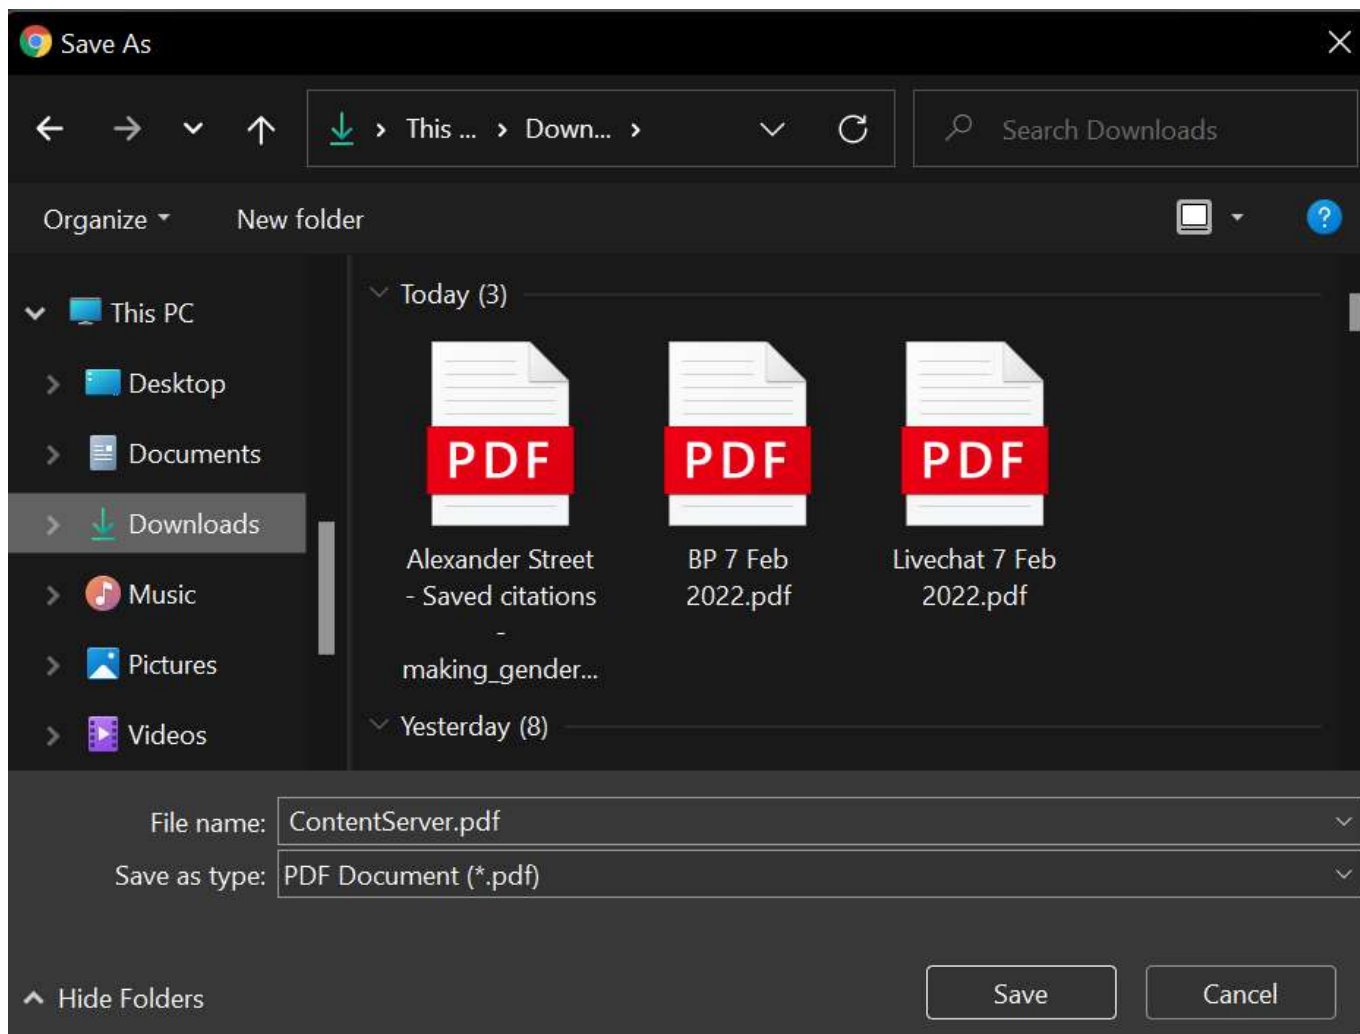 Save As
This ... Down...
Search Downloads
Organize
New folder
?
This PC
Desktop
Documents
Downloads
Music
Pictures
Videos
Today (3)
PDF
PDF
PDF
Alexander Street
- Saved citations
-
making_gender...
BP 7 Feb
2022.pdf
Livechat 7 Feb
2022.pdf
Yesterday (8)
File name: ContentServer.pdf
Save as type: PDF Document (*.pdf)
Hide Folders
Save
Cancel